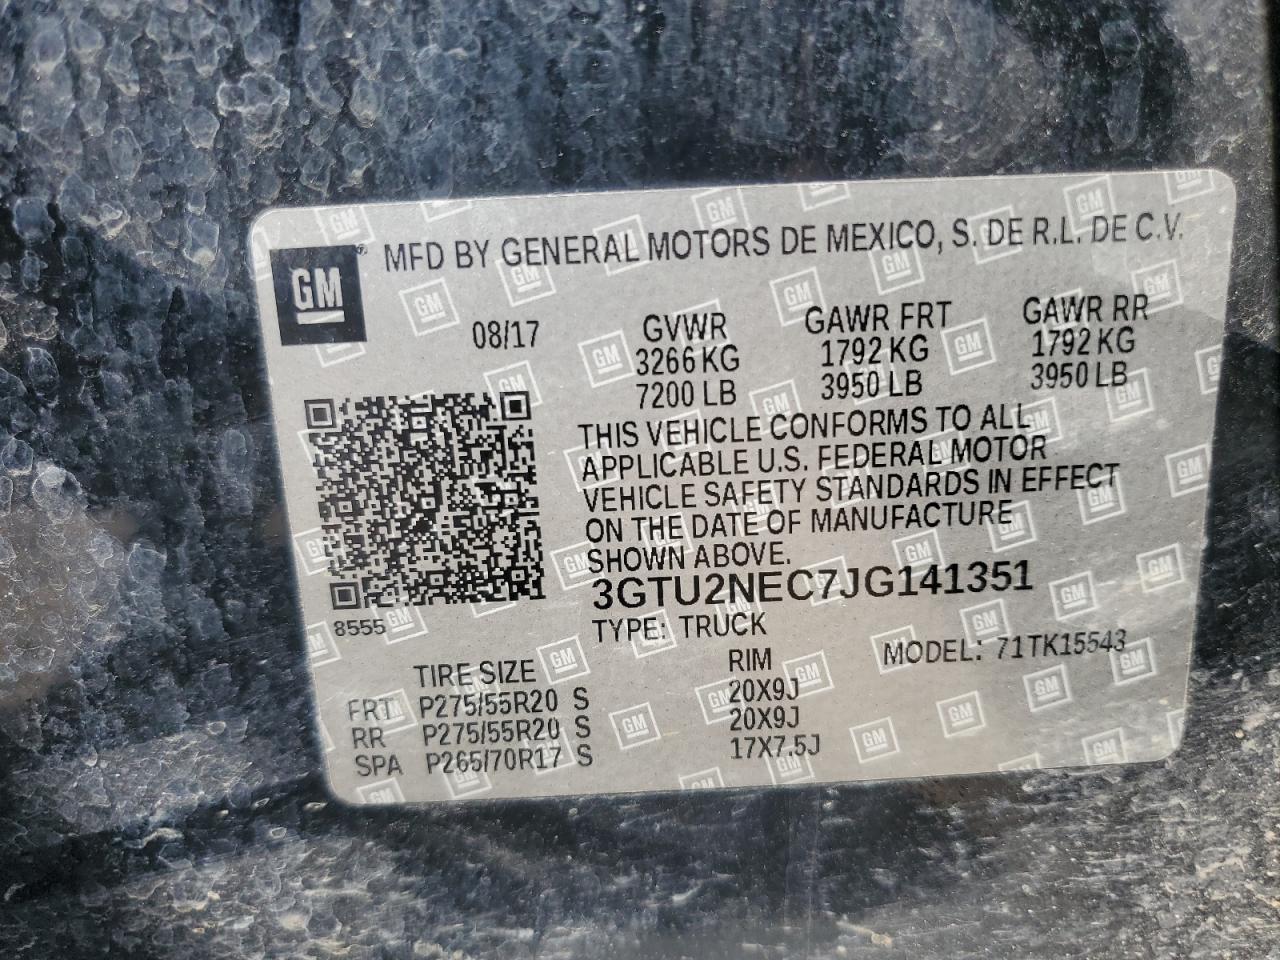 MFD BY GENERAL MOTORS DE MEXICO, S. DE R.L. DE C.V.
GM ®
08/17
GVWR GAWR FRT GAWR RR
3266 KG 1792 KG 1792 KG
7200 LB 3950 LB 3950 LB
THIS VEHICLE CONFORMS TO ALL
APPLICABLE U.S. FEDERAL MOTOR
VEHICLE SAFETY STANDARDS IN EFFECT
ON THE DATE OF MANUFACTURE
SHOWN ABOVE.
3GTU2NEC7JG141351
8555
TYPE: TRUCK MODEL: 71TK15543
TIRE SIZE RIM
FRT P275/55R20 S 20X9J
RR P275/55R20 S 20X9J
SPA P265/70R17 S 17X7.5J